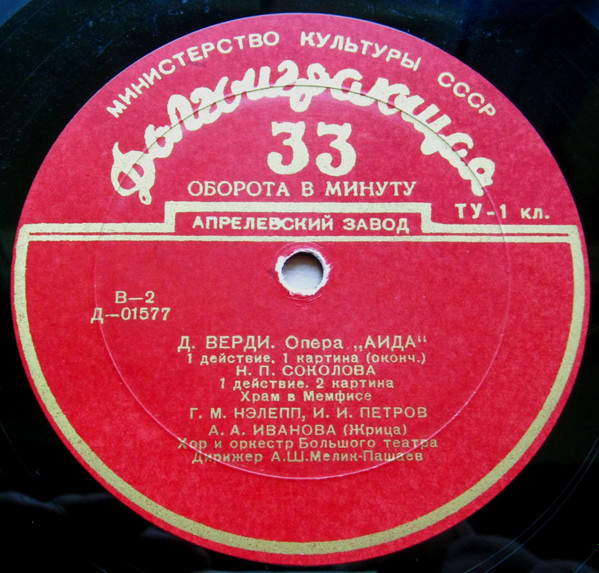 МИНИСТЕРСТВО КУЛЬТУРЫ СССР
Долгоиграющая
33
ОБОРОТА В МИНУТУ
ТУ-1 кл.
АПРЕЛЕВСКИЙ ЗАВОД
В—2
Д—01577
Д. ВЕРДИ. Опера „АИДА"
1 действие. 1 картина (оконч.)
Н. П. СОКОЛОВА
1 действие. 2 картина
Храм в Мемфисе
Г. М. НЭЛЕПП, И. И. ПЕТРОВ
А. А. ИВАНОВА (Жрица)
Хор и оркестр Большого театра
Дирижер А.Ш.Мелик-Пашаев